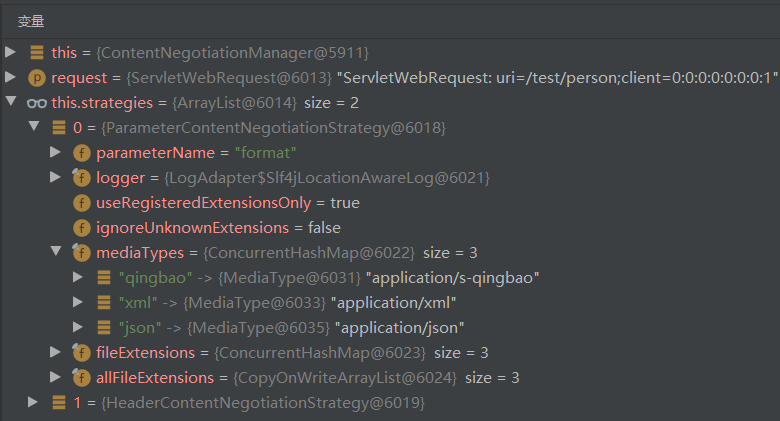 变量
this = {ContentNegotiationManager@5911}
request = {ServletWebRequest@6013} "ServletWebRequest: uri=/test/person;client=0:0:0:0:0:0:0:1"
this.strategies = {ArrayList@6014} size = 2
0 = {ParameterContentNegotiationStrategy@6018}
parameterName = "format"
logger = {LogAdapter$Slf4jLocationAwareLog@6021}
useRegisteredExtensionsOnly = true
ignoreUnknownExtensions = false
mediaTypes = {ConcurrentHashMap@6022} size = 3
"qingbao" -> {MediaType@6031} "application/s-qingbao"
"xml" -> {MediaType@6033} "application/xml"
"json" -> {MediaType@6035} "application/json"
fileExtensions = {ConcurrentHashMap@6023} size = 3
allFileExtensions = {CopyOnWriteArrayList@6024} size = 3
1 = {HeaderContentNegotiationStrategy@6019}